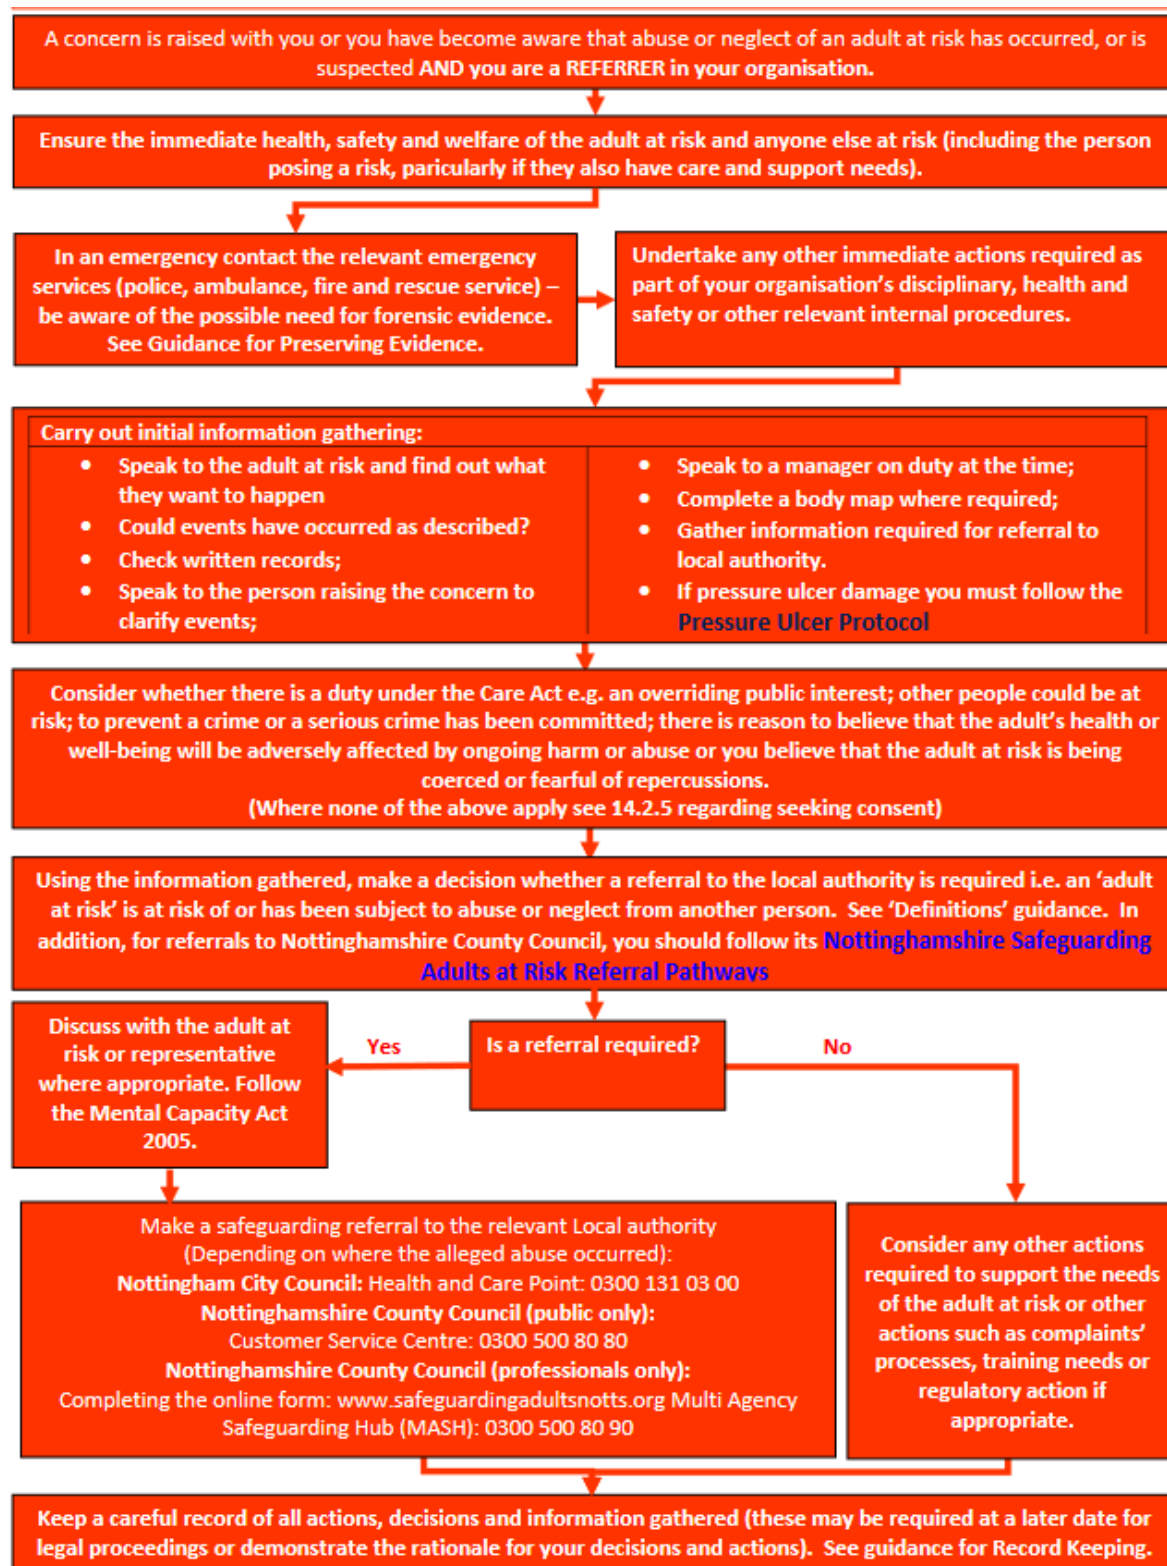 A concern is raised with you or you have become aware that abuse or neglect of an adult at risk has occurred, or is
suspected AND you are a REFERRER in your organisation.
Ensure the immediate health, safety and welfare of the adult at risk and anyone else at risk (including the person
posing a risk, paricularly if they also have care and support needs).
In an emergency contact the relevant emergency
services (police, ambulance, fire and rescue service) –
be aware of the possible need for forensic evidence.
See Guidance for Preserving Evidence.
Undertake any other immediate actions required as
part of your organisation's disciplinary, health and
safety or other relevant internal procedures.
Carry out initial information gathering:
• Speak to the adult at risk and find out what
they want to happen
• Could events have occurred as described?
• Check written records;
• Speak to the person raising the concern to
clarify events;
• Speak to a manager on duty at the time;
• Complete a body map where required;
• Gather information required for referral to
local authority.
• If pressure ulcer damage you must follow the
Pressure Ulcer Protocol
Consider whether there is a duty under the Care Act e.g. an overriding public interest; other people could be at
risk; to prevent a crime or a serious crime has been committed; there is reason to believe that the adult's health or
well-being will be adversely affected by ongoing harm or abuse or you believe that the adult at risk is being
coerced or fearful of repercussions.
(Where none of the above apply see 14.2.5 regarding seeking consent)
Using the information gathered, make a decision whether a referral to the local authority is required i.e. an 'adult
at risk' is at risk of or has been subject to abuse or neglect from another person. See 'Definitions' guidance. In
addition, for referrals to Nottinghamshire County Council, you should follow its Nottinghamshire Safeguarding
Adults at Risk Referral Pathways
Is a referral required?
Yes
No
Discuss with the adult at
risk or representative
where appropriate. Follow
the Mental Capacity Act
2005.
Make a safeguarding referral to the relevant Local authority
(Depending on where the alleged abuse occurred):
Nottingham City Council: Health and Care Point: 0300 131 03 00
Nottinghamshire County Council (public only):
Customer Service Centre: 0300 500 80 80
Nottinghamshire County Council (professionals only):
Completing the online form: www.safeguardingadultsnotts.org Multi Agency
Safeguarding Hub (MASH): 0300 500 80 90
Consider any other actions
required to support the needs
of the adult at risk or other
actions such as complaints'
processes, training needs or
regulatory action if
appropriate.
Keep a careful record of all actions, decisions and information gathered (these may be required at a later date for
legal proceedings or demonstrate the rationale for your decisions and actions). See guidance for Record Keeping.